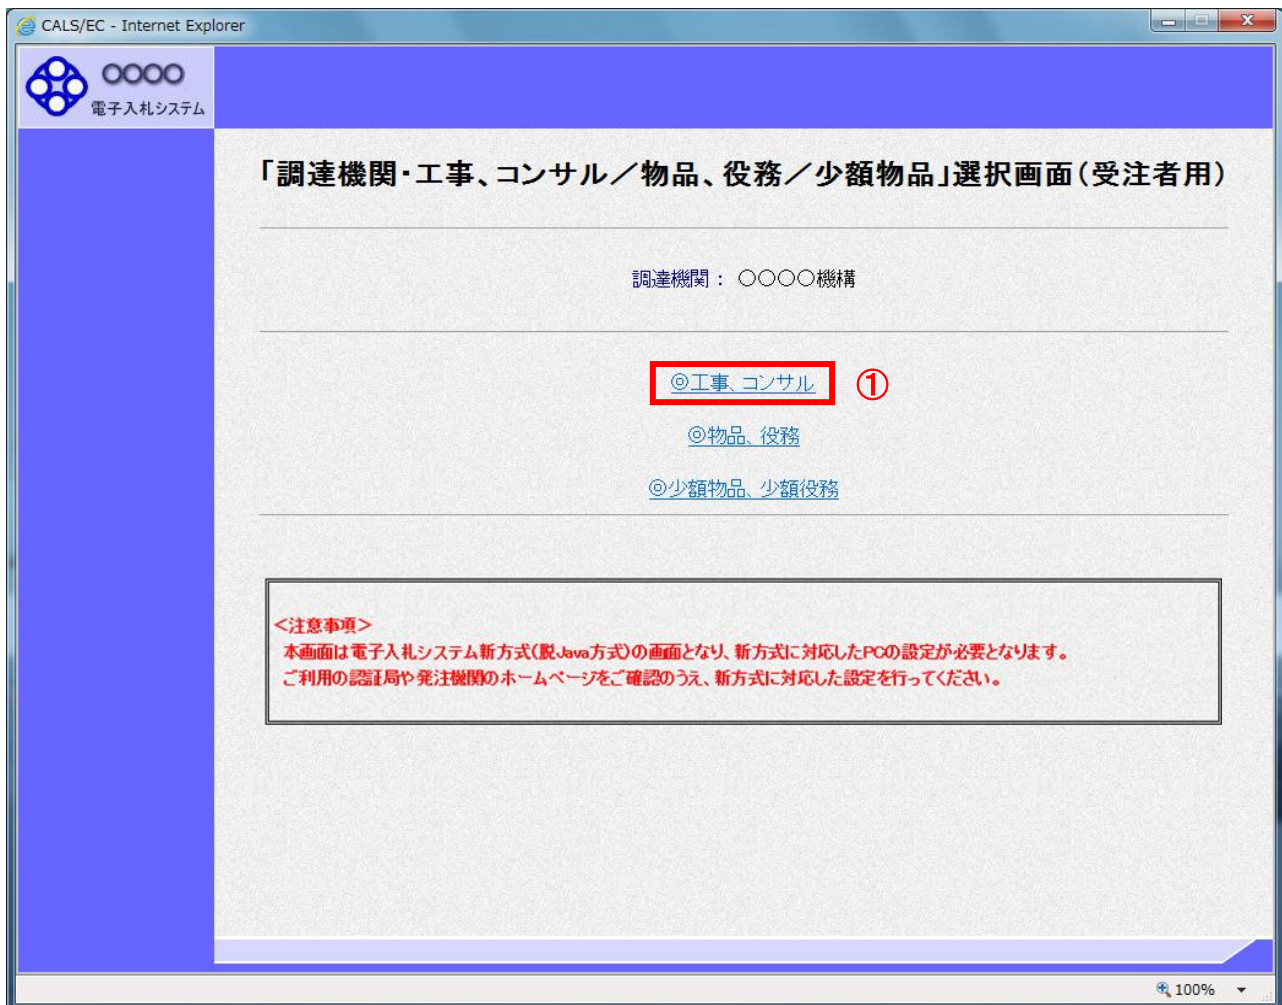 CALS/EC - Internet Explorer
〇〇〇〇
電子入札システム
「調達機関・工事、コンサル／物品、役務／少額物品」選択画面（受注者用）
調達機関： 〇〇〇〇機構
◎工事、コンサル ①
◎物品、役務
◎少額物品、少額役務
＜注意事項＞
本画面は電子入札システム新方式（脱Java方式）の画面となり、新方式に対応したPCの設定が必要となります。
ご利用の認証局や発注機関のホームページをご確認のうえ、新方式に対応した設定を行ってください。
100%